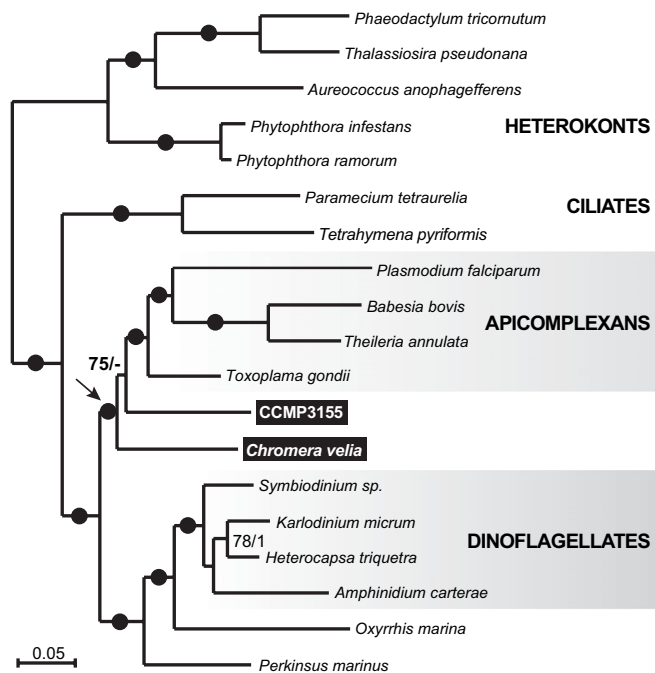 Phaeodactylum tricornutum
Thalassiosira pseudonana
Aureococcus anophagefferens
Phytophthora infestans
HETEROKONTS
Phytophthora ramorum
Paramecium tetraurelia
CILIATES
Tetrahymena pyriformis
Plasmodium falciparum
Babesia bovis
APICOMPLEXANS
Theileria annulata
75/-
Toxoplama gondii
CCMP3155
Chromera velia
Symbiodinium sp.
Karlodinium micrum
78/1
DINOFLAGELLATES
Heterocapsa triquetra
Amphinidium carterae
Oxyrrhis marina
0.05
Perkinsus marinus